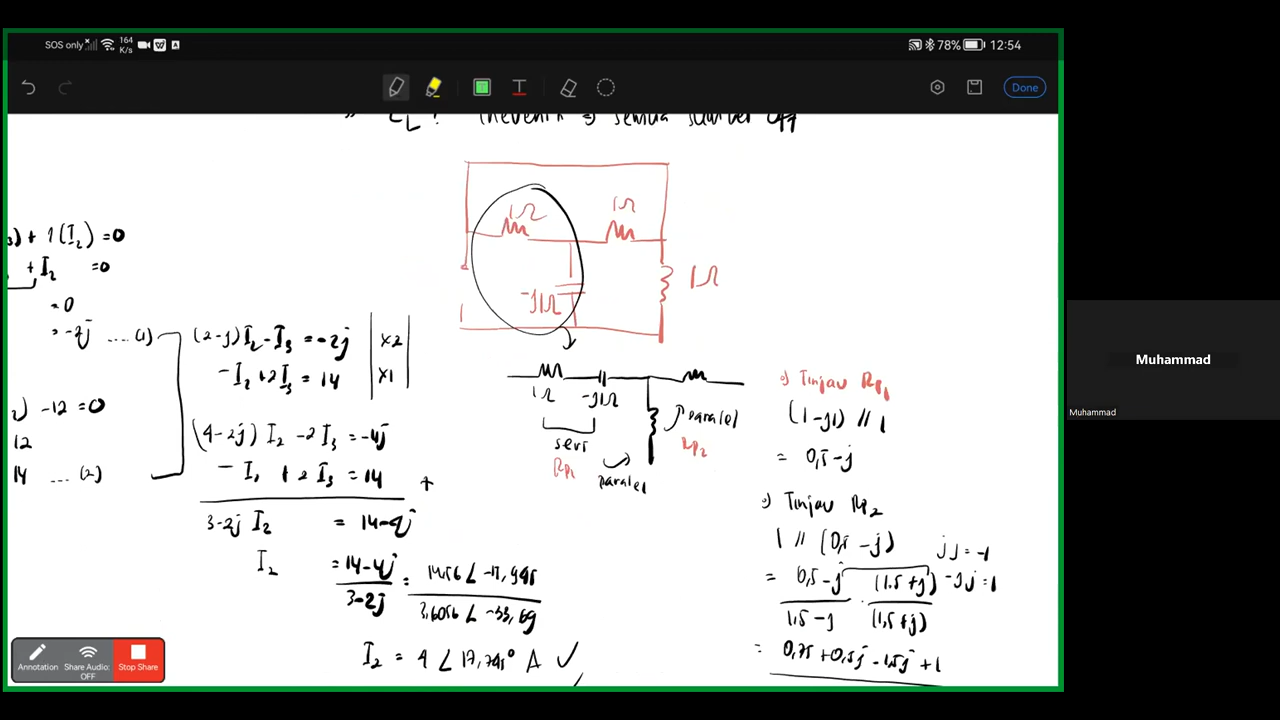 SOS only
164 K/s
78% 12:54
T
Done
ZL? Thevenin ⇒ semua sumber off
1Ω
1Ω
-j1Ω
1Ω
) + 1(I₂) = 0
+ I₂ = 0
= 0
= -2j .... (1)
) -12 = 0
12
14 ... (2)
(2-j)I₂ - I₃ = -2j | x2
-I₂ + 2I₃ = 14 | x1
(4-2j) I₂ - 2I₃ = -4j
2I₃ = 14 +
3-2j I₂ = 14-4j
I₂ = 14-4j / 3-2j = 14,56 ∠ -15,945 / 3,6056 ∠ -33,69
I₂ = 4 ∠ 17,745° A ✓
1Ω -j1Ω
seri
Rp1
paralel
paralel
Rp2
Tinjau Rp1
(1-j1) // 1
= 0,5-j
Tinjau Rp2
1 // (0,5-j)
jj = -1
-jj = 1
= 0,5-j / 1,5-j . (1,5+j) / (1,5+j)
= 0,75 + 0,5j - 1,5j + 1
Annotation
Share Audio: OFF
Stop Share
Muhammad
Muhammad